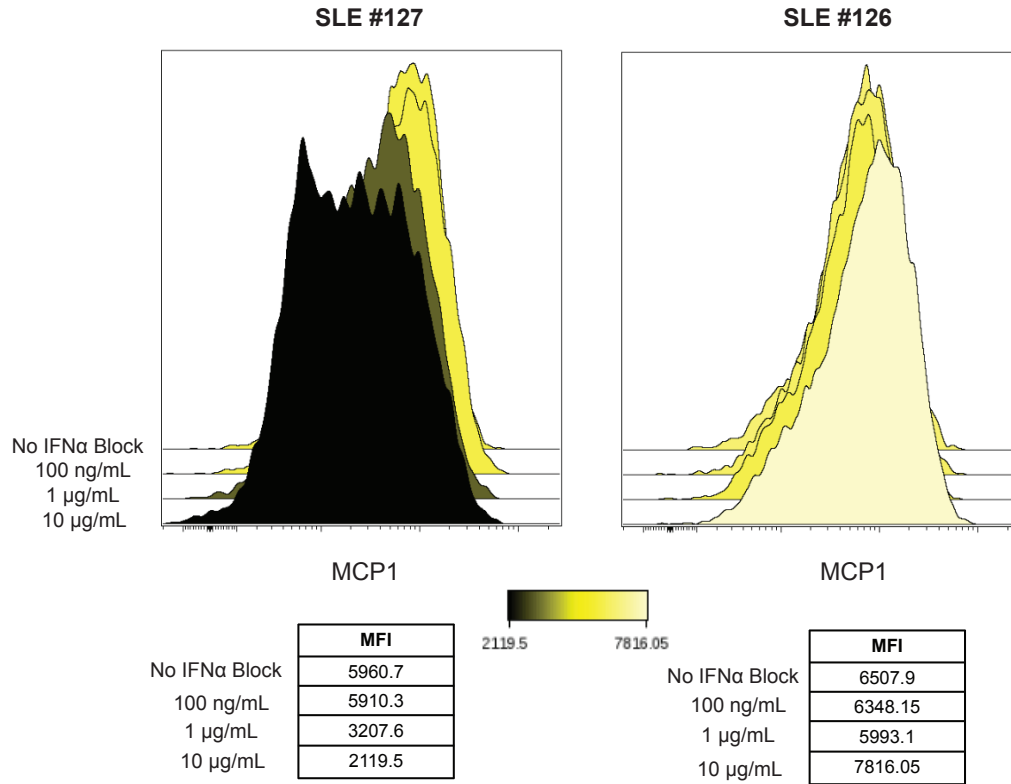 SLE #127
SLE #126
No IFNα Block
100 ng/mL
1 µg/mL
10 µg/mL
MCP1
MCP1
2119.5
7816.05
MFI
No IFNα Block 5960.7
100 ng/mL 5910.3
1 µg/mL 3207.6
10 µg/mL 2119.5
MFI
No IFNα Block 6507.9
100 ng/mL 6348.15
1 µg/mL 5993.1
10 µg/mL 7816.05